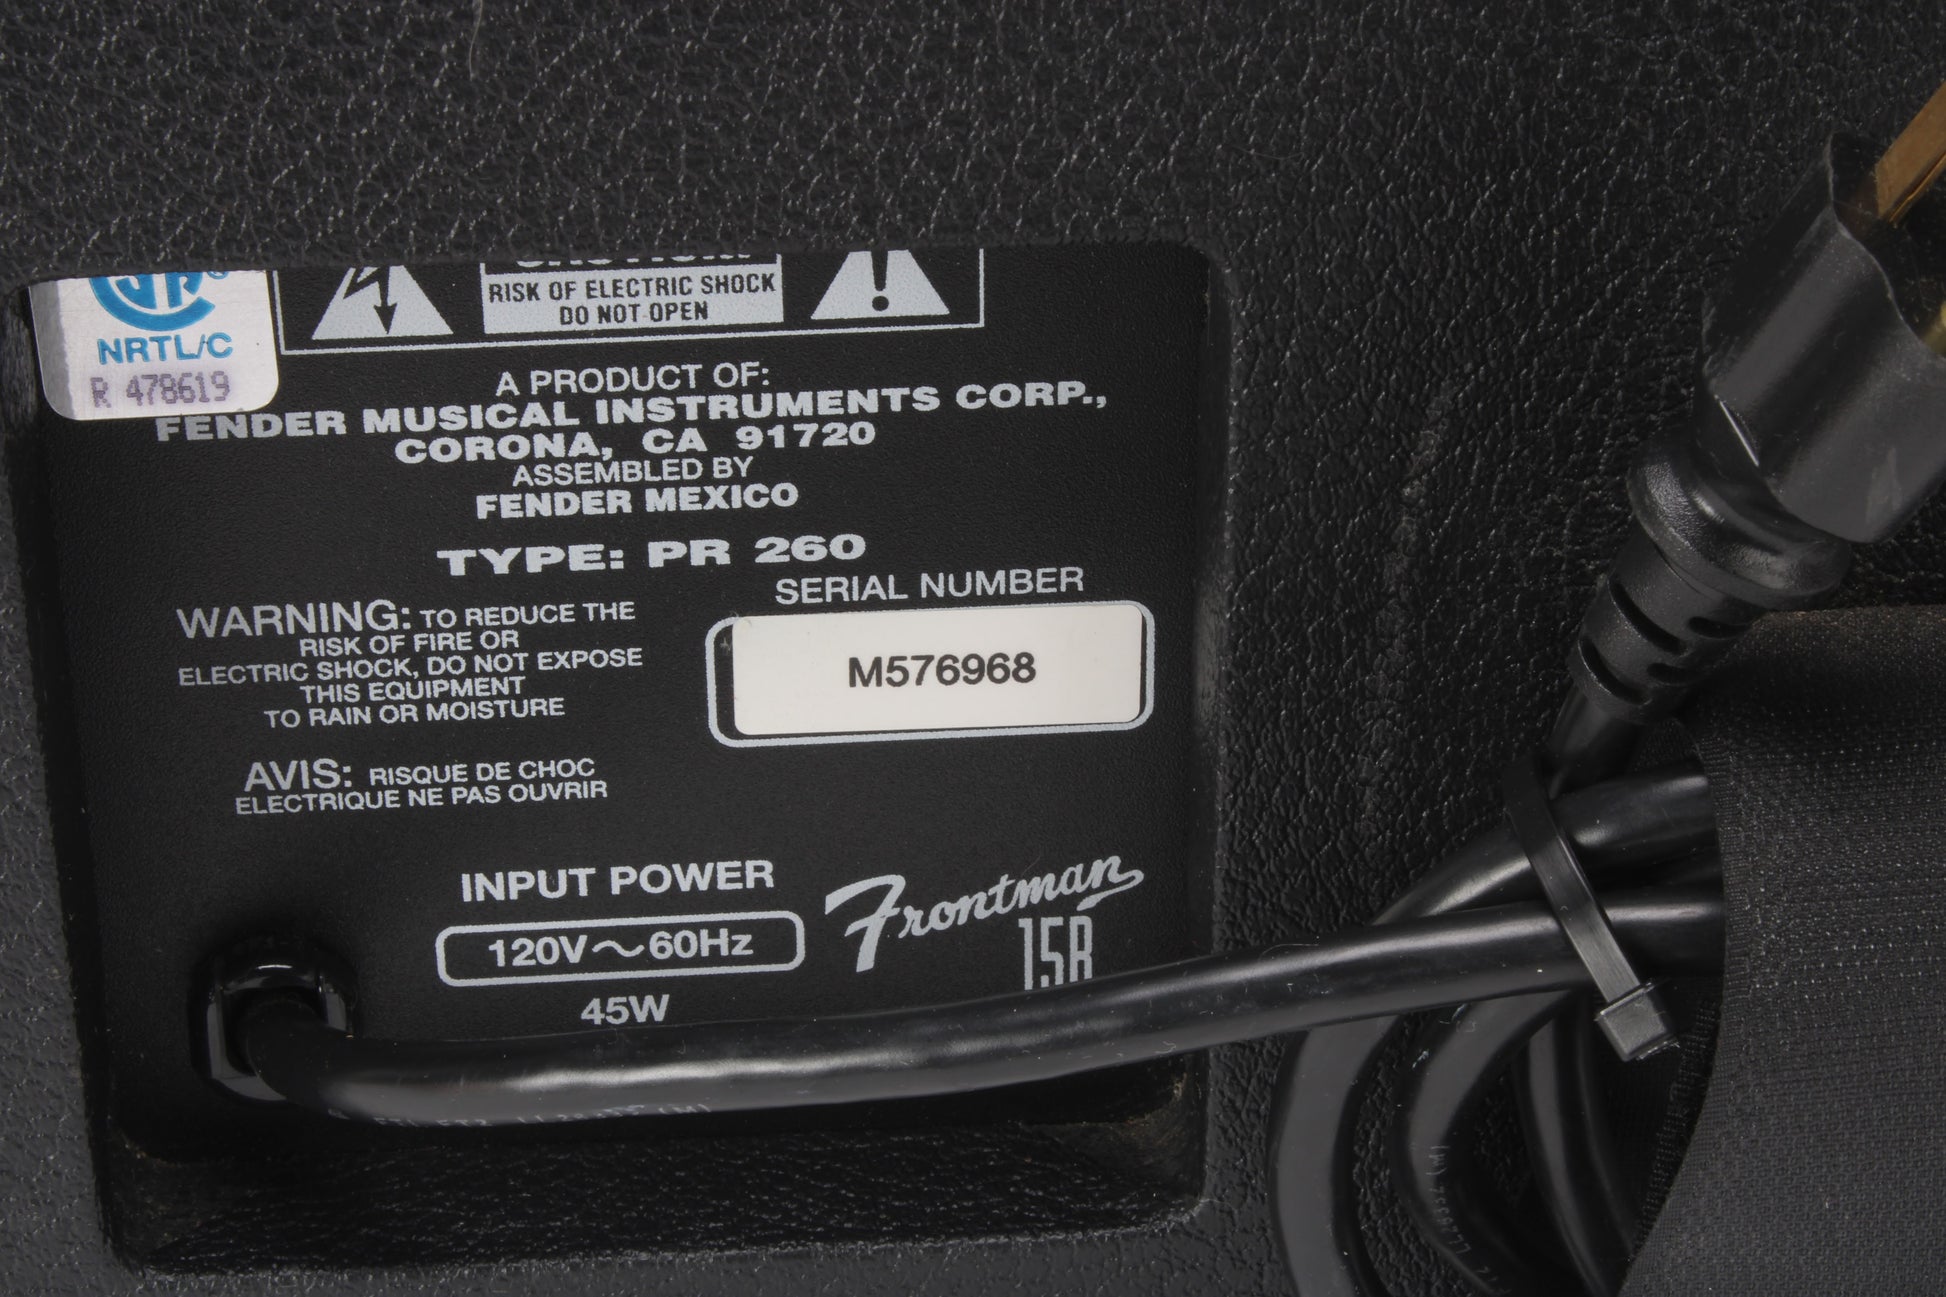 RISK OF ELECTRIC SHOCK
DO NOT OPEN
NRTL/C
R 478619
A PRODUCT OF:
FENDER MUSICAL INSTRUMENTS CORP.,
CORONA, CA 91720
ASSEMBLED BY
FENDER MEXICO
TYPE: PR 260
SERIAL NUMBER
M576968
WARNING: TO REDUCE THE
RISK OF FIRE OR
ELECTRIC SHOCK, DO NOT EXPOSE
THIS EQUIPMENT
TO RAIN OR MOISTURE
AVIS: RISQUE DE CHOC
ELECTRIQUE NE PAS OUVRIR
INPUT POWER
120V~60Hz
45W
Frontman